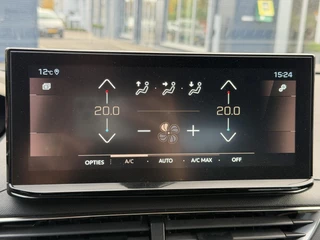 12°C 15:24
20.0 20.0
OPTIES A/C AUTO A/C MAX OFF